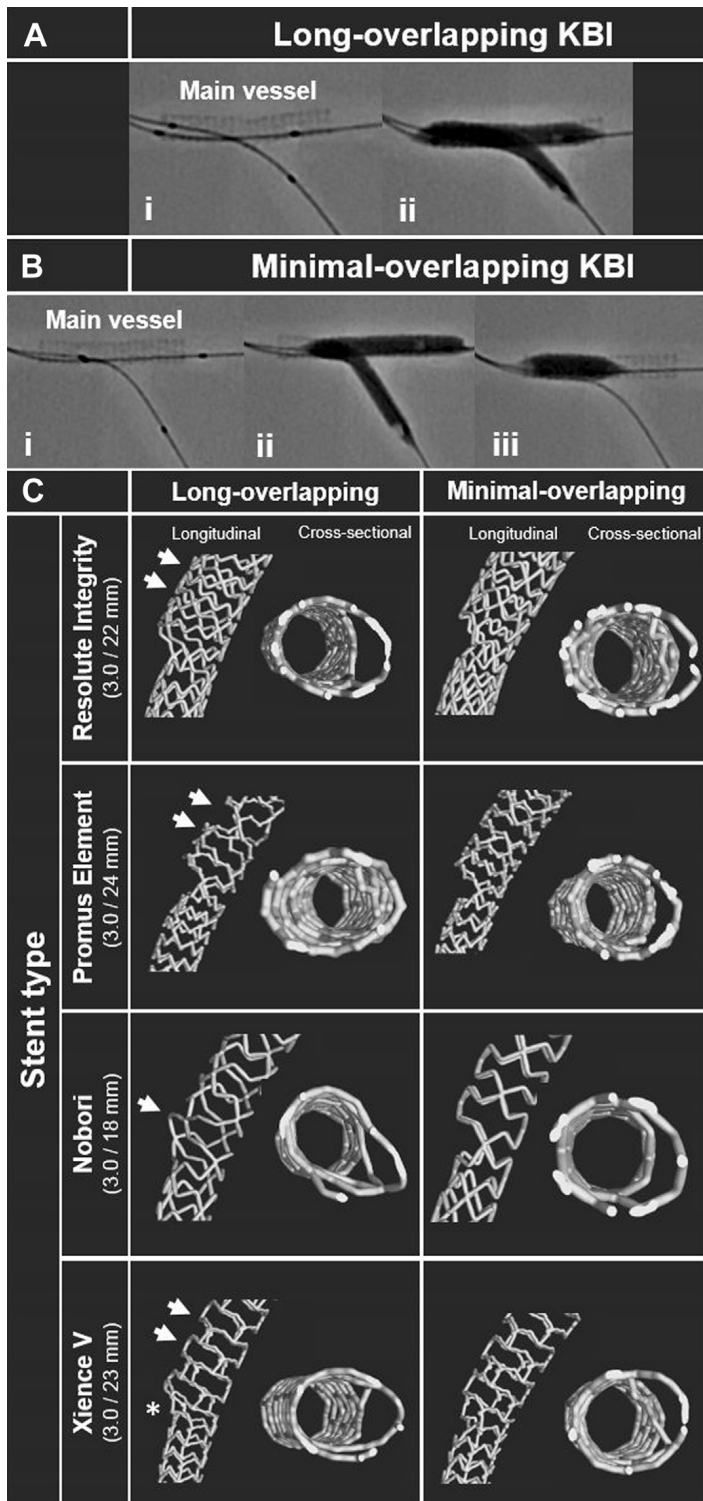 A
Long-overlapping KBI
Main vessel
i
ii
B
Minimal-overlapping KBI
Main vessel
i
ii
iii
C
Long-overlapping
Minimal-overlapping
Longitudinal
Cross-sectional
Longitudinal
Cross-sectional
Stent type
Resolute Integrity
(3.0 / 22 mm)
Promus Element
(3.0 / 24 mm)
Nobori
(3.0 / 18 mm)
Xience V
(3.0 / 23 mm)
*